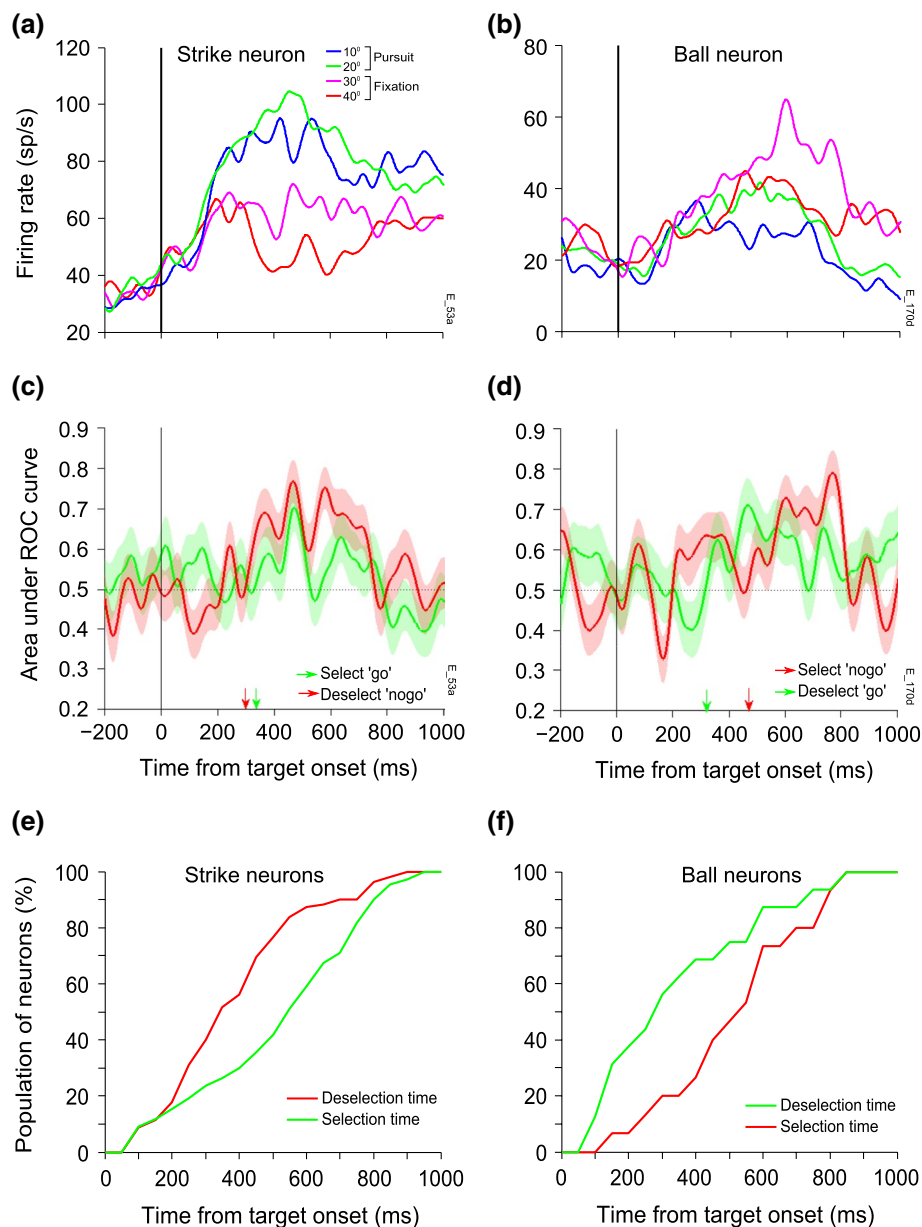 (a)
Strike neuron
10⁰
20⁰
Pursuit
30⁰
40⁰
Fixation
Firing rate (sp/s)
120
100
80
60
40
20
E_53a
(b)
Ball neuron
80
60
40
20
0
E_170d
(c)
Area under ROC curve
0.9
0.8
0.7
0.6
0.5
0.4
0.3
0.2
Select 'go'
Deselect 'nogo'
E_53a
−200 0 200 400 600 800 1000
Time from target onset (ms)
(d)
0.9
0.8
0.7
0.6
0.5
0.4
0.3
0.2
Select 'nogo'
Deselect 'go'
E_170d
−200 0 200 400 600 800 1000
Time from target onset (ms)
(e)
Strike neurons
Population of neurons (%)
100
80
60
40
20
0
Deselection time
Selection time
0 200 400 600 800 1000
Time from target onset (ms)
(f)
Ball neurons
100
80
60
40
20
0
Deselection time
Selection time
0 200 400 600 800 1000
Time from target onset (ms)